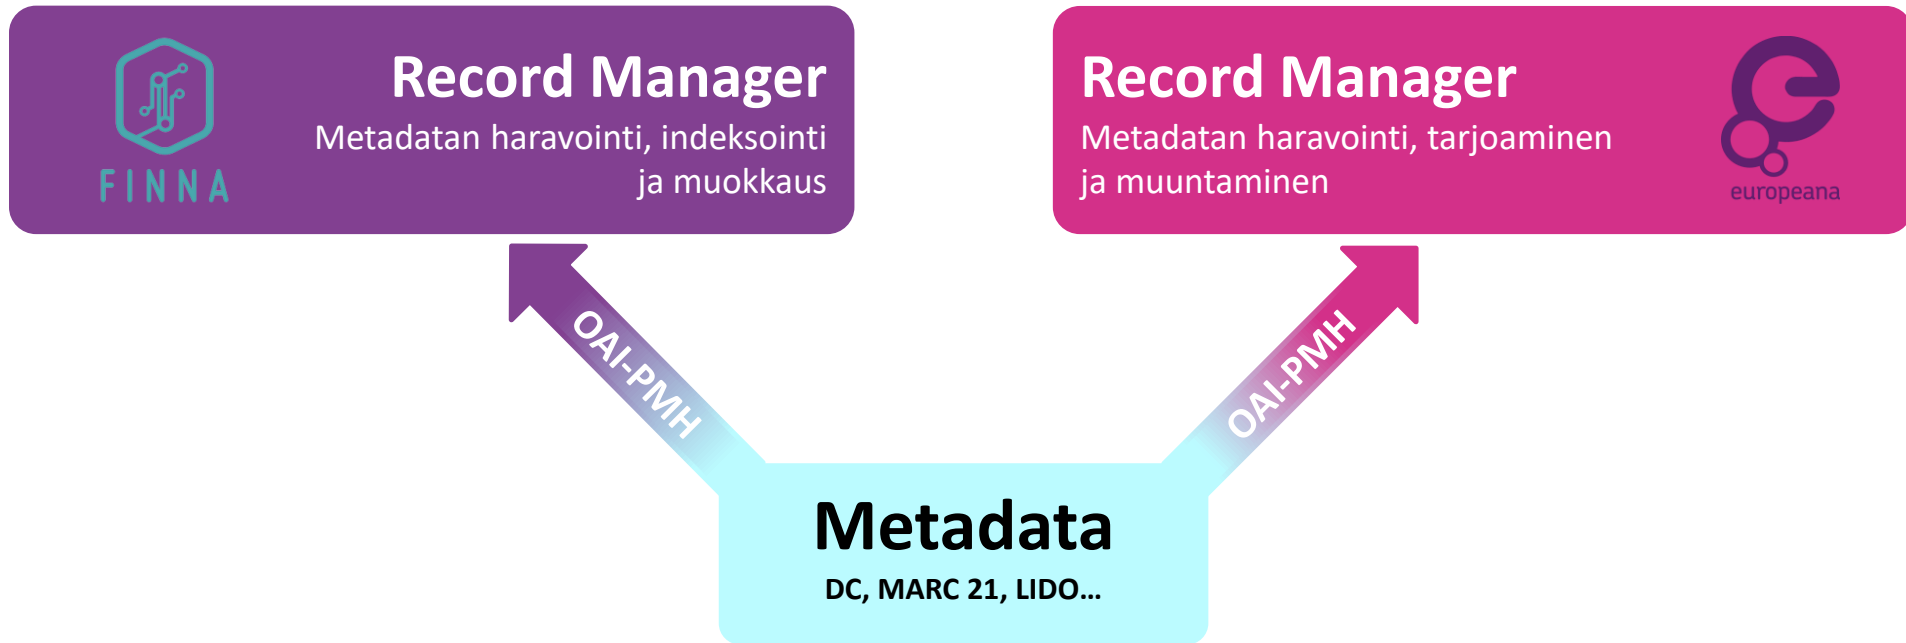 FINNA
Record Manager
Metadatan haravointi, indeksointi
ja muokkaus
Record Manager
Metadatan haravointi, tarjoaminen
ja muuntaminen
europeana
OAI-PMH
OAI-PMH
Metadata
DC, MARC 21, LIDO...